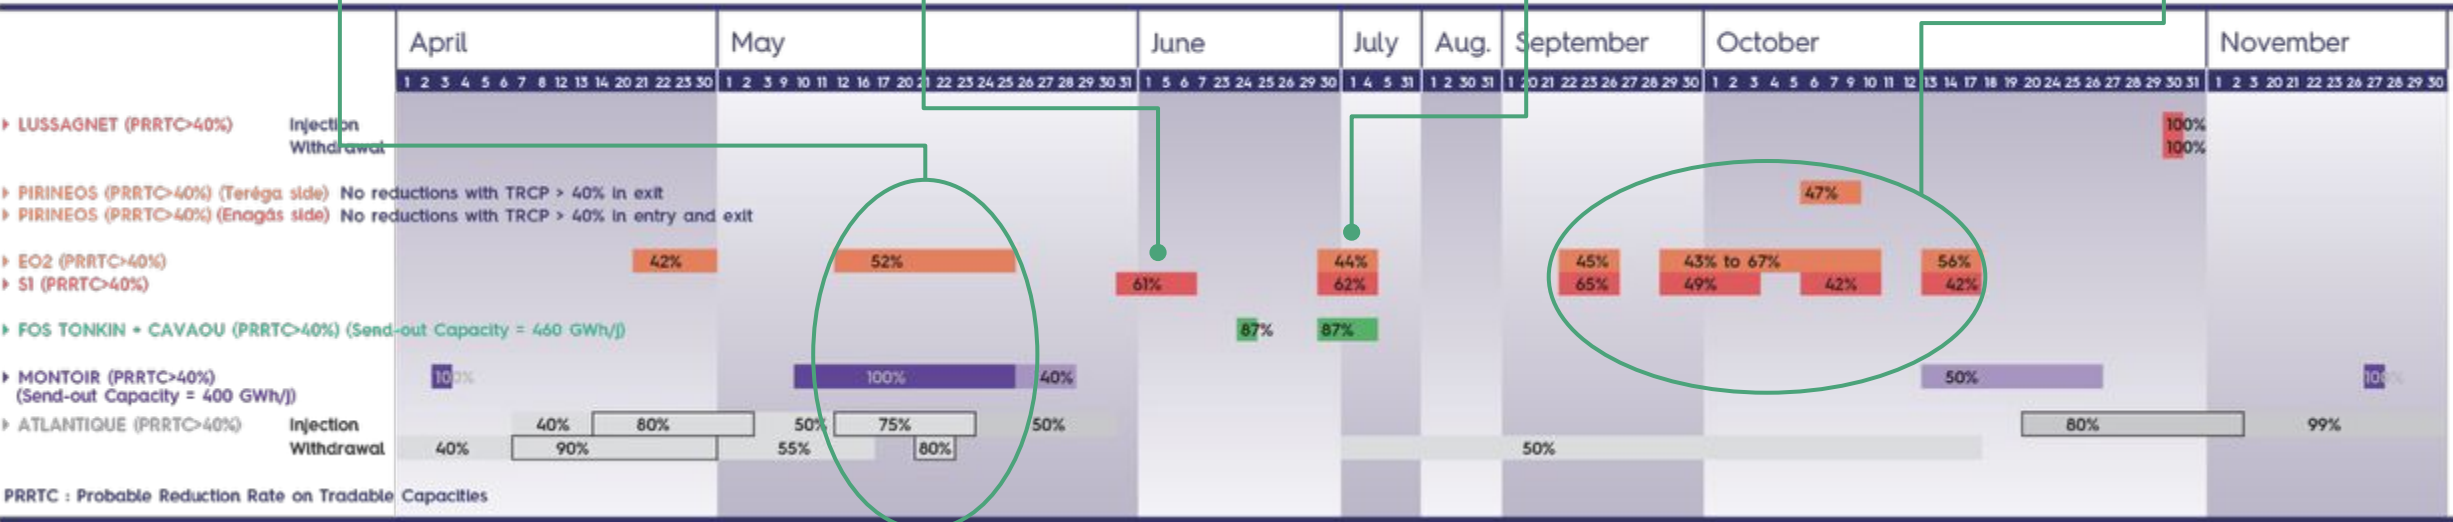 April May June July Aug. September October November
1 2 3 4 5 6 7 8 12 13 14 20 21 22 23 30 1 2 3 9 10 11 12 16 17 20 21 22 23 24 25 26 27 28 29 30 31 1 5 6 7 23 24 25 26 29 30 1 4 5 31 1 2 30 31 1 20 21 22 23 26 27 28 29 30 1 2 3 4 5 6 7 9 10 11 12 13 14 17 18 19 20 24 25 26 27 28 29 30 31 1 2 3 20 21 22 23 26 27 28 29 30
LUSSAGNET (PRRTC>40%) Injection 100%
Withdrawal 100%
PIRINEOS (PRRTC>40%) (Teréga side) No reductions with TRCP > 40% in exit 47%
PIRINEOS (PRRTC>40%) (Enagás side) No reductions with TRCP > 40% in entry and exit
EO2 (PRRTC>40%) 42% 52% 44% 45% 43% to 67% 56%
S1 (PRRTC>40%) 61% 62% 65% 49% 42% 42%
FOS TONKIN + CAVAOU (PRRTC>40%) (Send-out Capacity = 460 GWh/j) 87% 87%
MONTOIR (PRRTC>40%) 100% 100% 40% 50% 100%
(Send-out Capacity = 400 GWh/j)
ATLANTIQUE (PRRTC>40%) Injection 40% 80% 50% 75% 50% 80% 99%
Withdrawal 40% 90% 55% 80% 50%
PRRTC : Probable Reduction Rate on Tradable Capacities